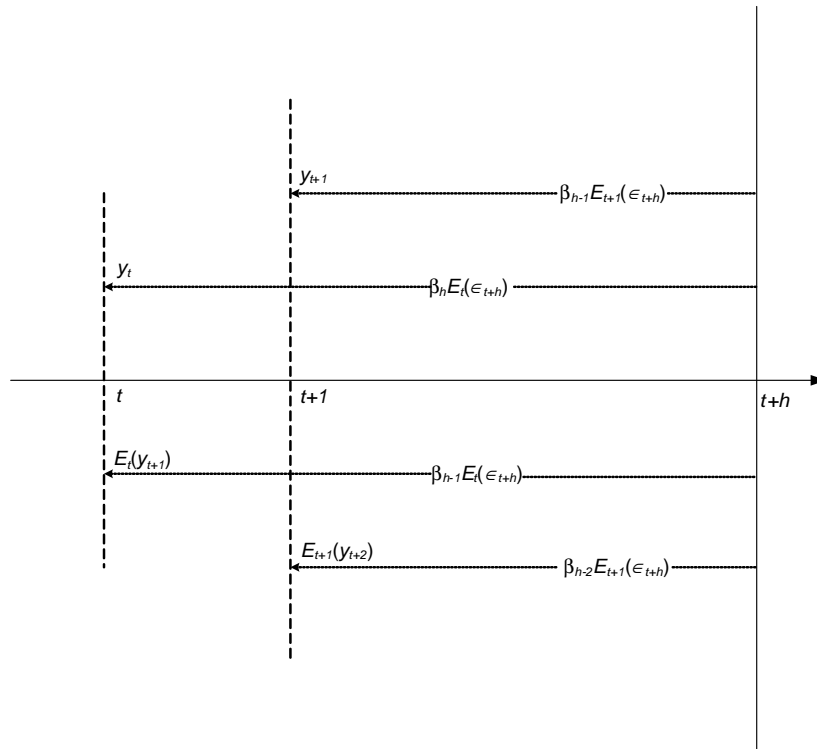 y_{t+1}
β_{h-1}E_{t+1}(∈_{t+h})
y_t
β_hE_t(∈_{t+h})
t
t+1
t+h
E_t(y_{t+1})
β_{h-1}E_t(∈_{t+h})
E_{t+1}(y_{t+2})
β_{h-2}E_{t+1}(∈_{t+h})